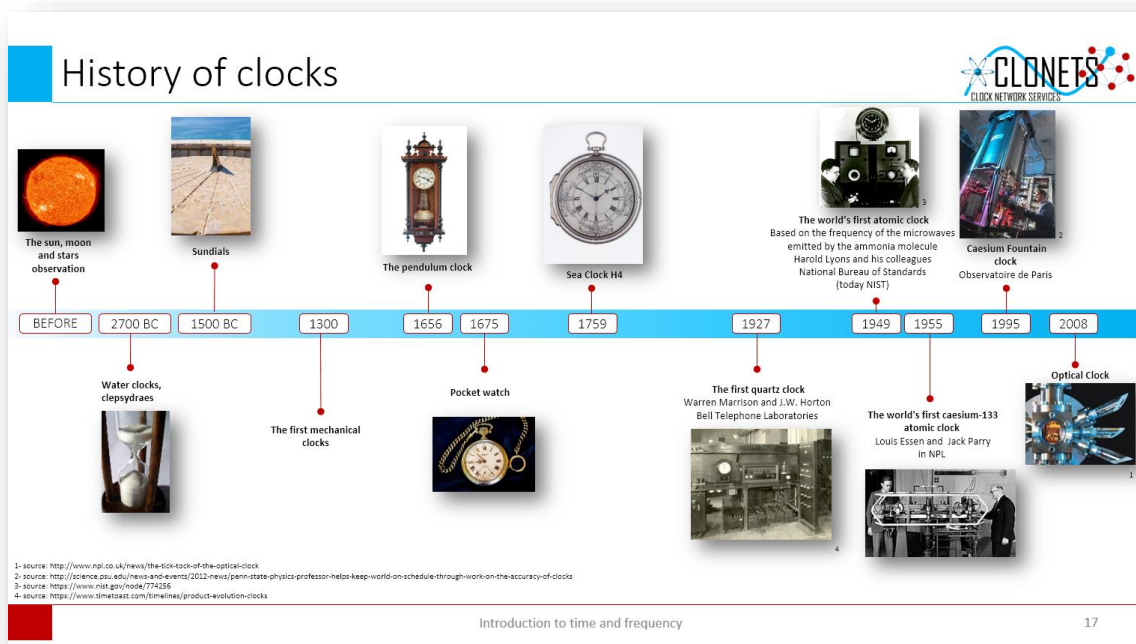 History of clocks
CLONETS
CLOCK NETWORK SERVICES
The sun, moon
and stars
observation
Sundials
The pendulum clock
Sea Clock H4
3
The world's first atomic clock
Based on the frequency of the microwaves
emitted by the ammonia molecule
Harold Lyons and his colleagues
National Bureau of Standards
(today NIST)
2
Caesium Fountain
clock
Observatoire de Paris
BEFORE
2700 BC
1500 BC
1300
1656
1675
1759
1927
1949
1955
1995
2008
Water clocks,
clepsydraes
The first mechanical
clocks
Pocket watch
The first quartz clock
Warren Marrison and J.W. Horton
Bell Telephone Laboratories
4
The world's first caesium-133
atomic clock
Louis Essen and Jack Parry
in NPL
Optical Clock
1
1- source: http://www.npl.co.uk/news/the-tick-tock-of-the-optical-clock
2- source: http://science.psu.edu/news-and-events/2012-news/penn-state-physics-professor-helps-keep-world-on-schedule-through-work-on-the-accuracy-of-clocks
3- source: https://www.nist.gov/node/774256
4- source: https://www.timetoast.com/timelines/product-evolution-clocks
Introduction to time and frequency
17